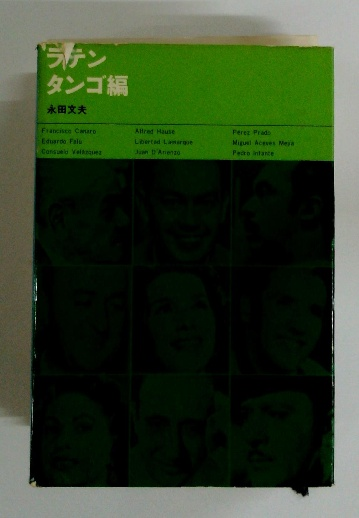 ラテン
タンゴ編
永田文夫
Francisco Canaro
Alfred Hause
Pérez Prado
Eduardo Falú
Libertad Lamarque
Miguel Aceves Mejía
Consuelo Velázquez
Juan D'Arienzo
Pedro Infante